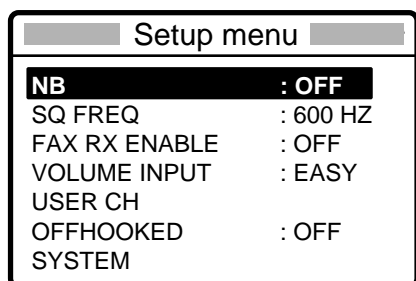 Setup menu
NB : OFF
SQ FREQ : 600 HZ
FAX RX ENABLE : OFF
VOLUME INPUT : EASY
USER CH
OFFHOOKED : OFF
SYSTEM